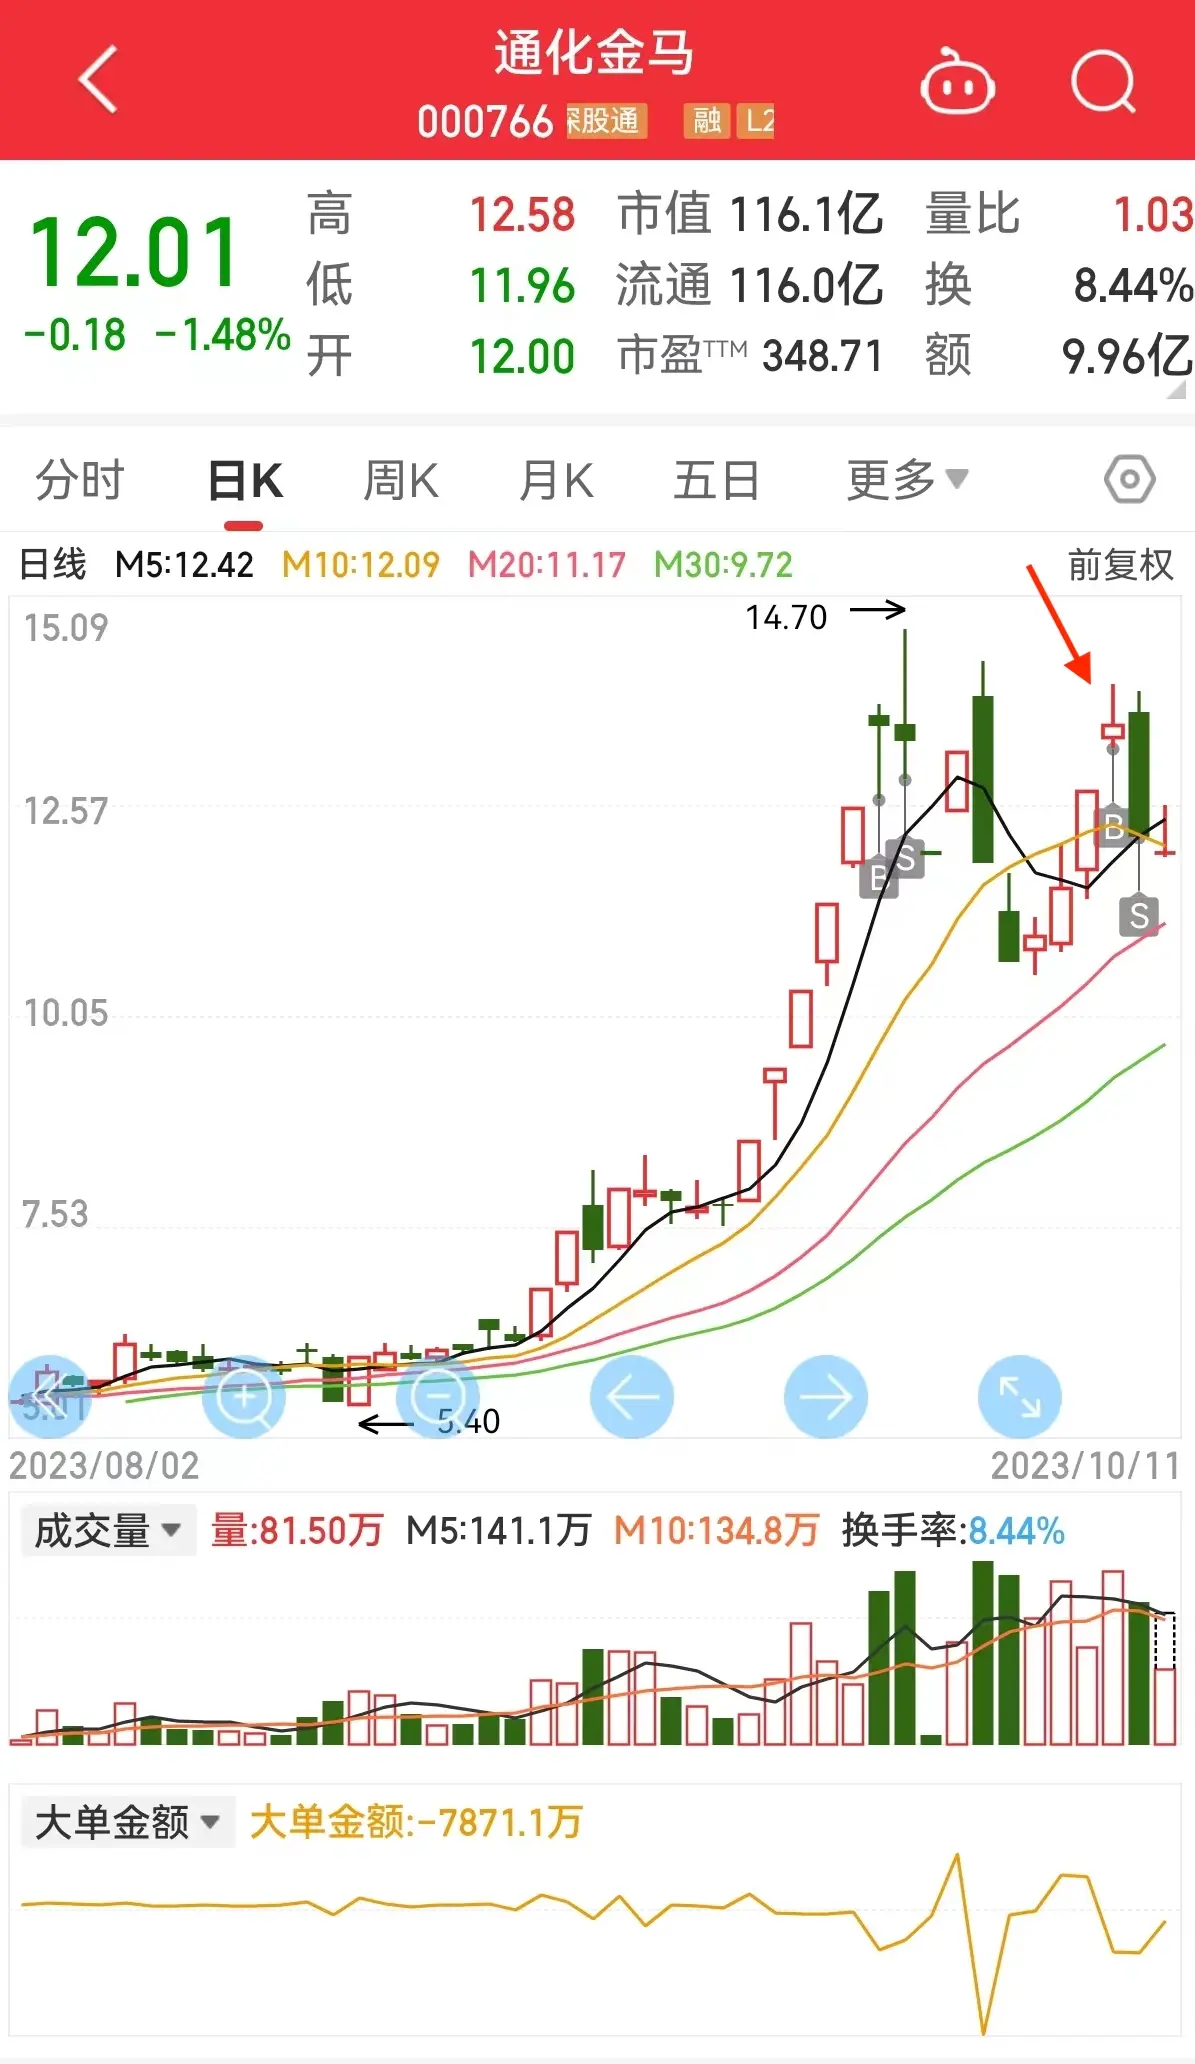 通化金马
000766 深股通 融 L2
12.01
-0.18 -1.48%
高 12.58 市值 116.1亿 量比 1.03
低 11.96 流通 116.0亿 换 8.44%
开 12.00 市盈TTM 348.71 额 9.96亿
分时 日K 周K 月K 五日 更多
日线 M5:12.42 M10:12.09 M20:11.17 M30:9.72 前复权
15.09
14.70
12.57
B
S
B
S
10.05
7.53
5.01
5.40
2023/08/02 2023/10/11
成交量 量:81.50万 M5:141.1万 M10:134.8万 换手率:8.44%
大单金额 大单金额:-7871.1万